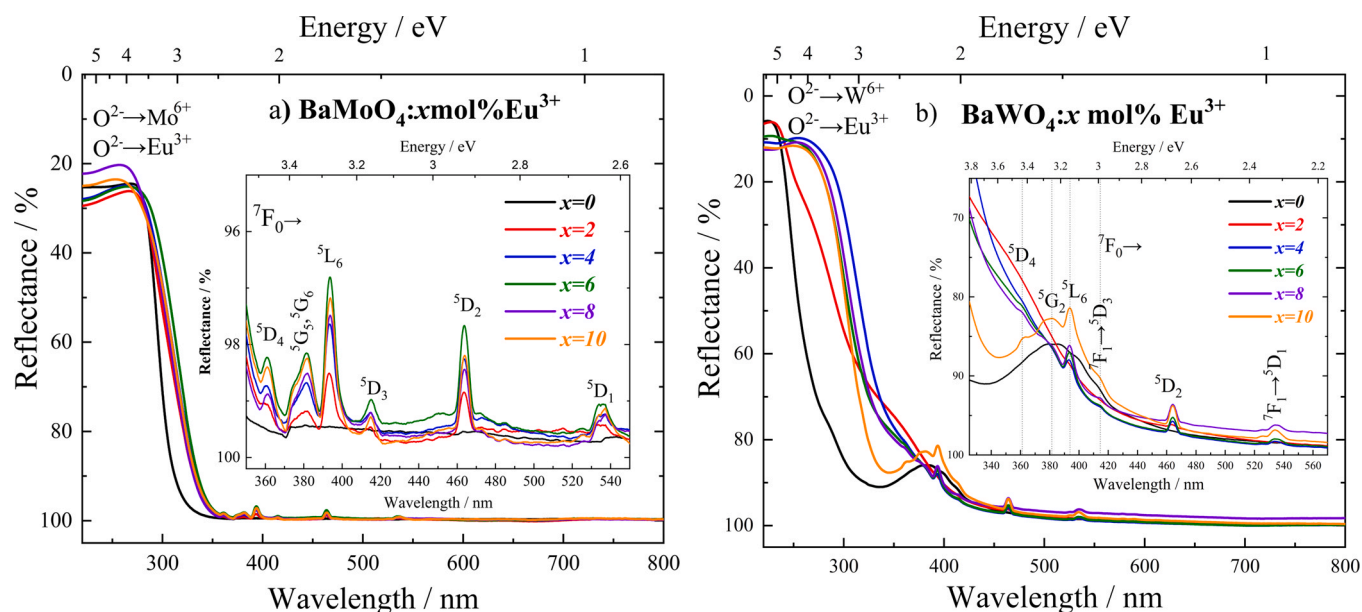 Energy / eV
5 4 3 2 1
a) BaMoO₄:xmol%Eu³⁺
O²⁻→Mo⁶⁺
O²⁻→Eu³⁺
Reflectance / %
0
20
40
60
80
100
300 400 500 600 700 800
Wavelength / nm
Energy / eV
3.4 3.2 3 2.8 2.6
⁷F₀→
⁵D₄
⁵G₅,⁵G₆
⁵L₆
⁵D₃
⁵D₂
⁵D₁
Reflectance / %
96
98
100
360 380 400 420 440 460 480 500 520 540
Wavelength / nm
x=0
x=2
x=4
x=6
x=8
x=10
Energy / eV
5 4 3 2 1
b) BaWO₄:x mol% Eu³⁺
O²⁻→W⁶⁺
O²⁻→Eu³⁺
Reflectance / %
0
20
40
60
80
100
300 400 500 600 700 800
Wavelength / nm
Energy / eV
3.8 3.6 3.4 3.2 3 2.8 2.6 2.4 2.2
⁷F₀→
⁵D₄
⁵G₂
⁵L₆
⁷F₁→⁵D₃
⁵D₂
⁷F₁→⁵D₁
Reflectance / %
70
80
90
100
340 360 380 400 420 440 460 480 500 520 540 560
Wavelength / nm
x=0
x=2
x=4
x=6
x=8
x=10